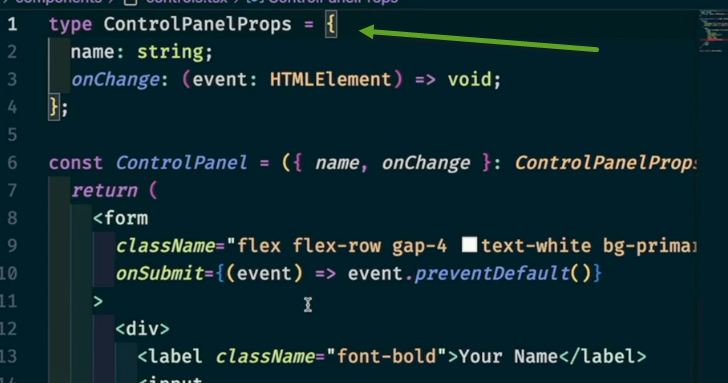 components > controls.tsx > ControlPanelProps
1 type ControlPanelProps = {
2 name: string;
3 onChange: (event: HTMLElement) => void;
4 };
5
6 const ControlPanel = ({ name, onChange }: ControlPanelProps
7 return (
8 <form
9 className="flex flex-row gap-4 text-white bg-primar
10 onSubmit={(event) => event.preventDefault()}
11 >
12 <div>
13 <label className="font-bold">Your Name</label>
14 <input